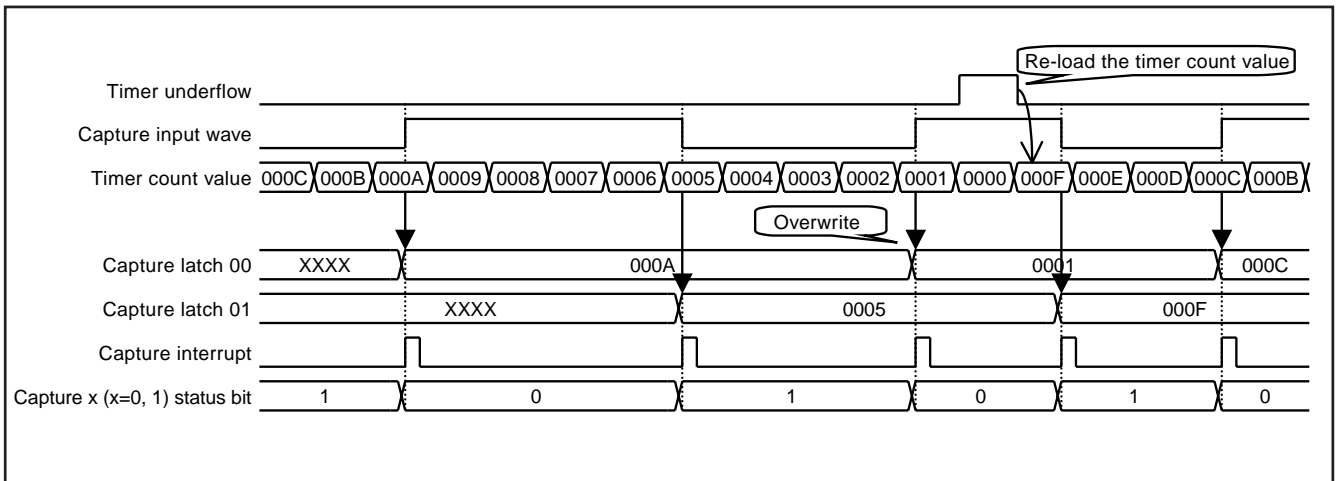 Re-load the timer count value
Timer underflow
Capture input wave
Timer count value 000C 000B 000A 0009 0008 0007 0006 0005 0004 0003 0002 0001 0000 000F 000E 000D 000C 000B
Overwrite
Capture latch 00 XXXX 000A 0001 000C
Capture latch 01 XXXX 0005 000F
Capture interrupt
Capture x (x=0, 1) status bit 1 0 1 0 1 0